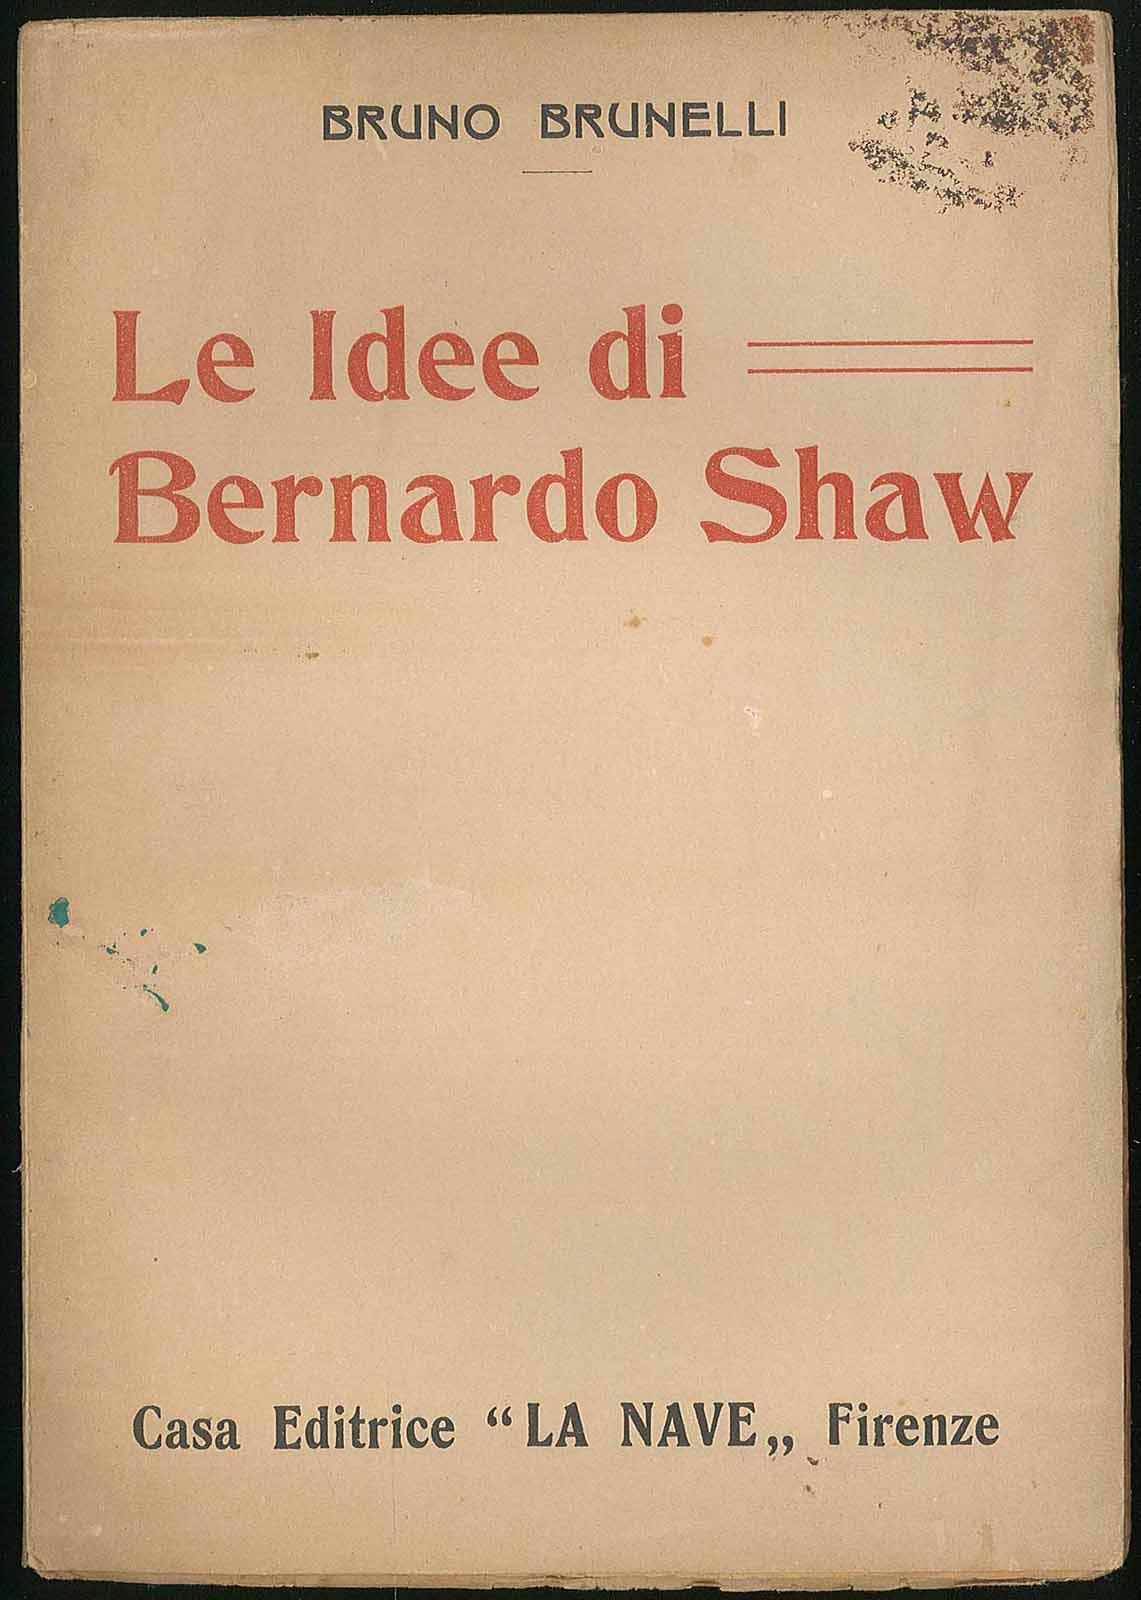 BRUNO BRUNELLI
Le Idee di
Bernardo Shaw
Casa Editrice “LA NAVE„ Firenze